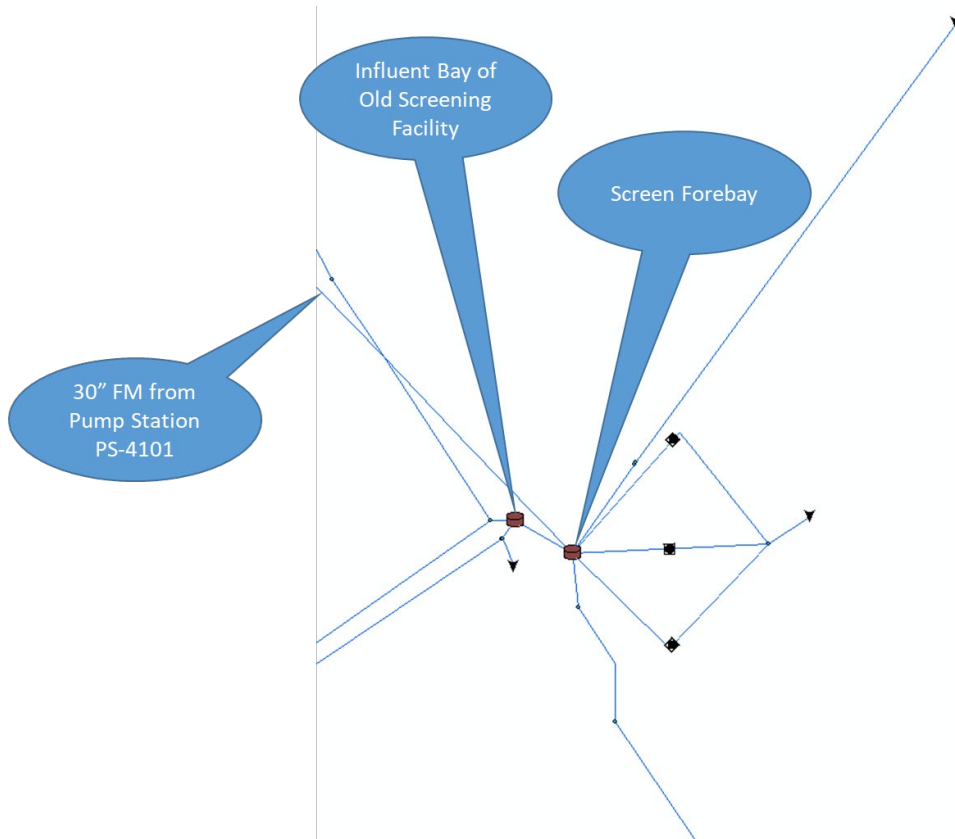 Influent Bay of
Old Screening
Facility
Screen Forebay
30” FM from
Pump Station
PS-4101